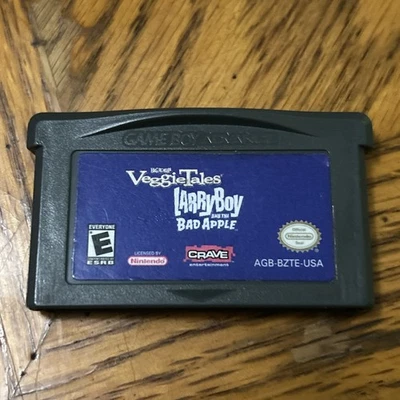 GAME BOY ADVANCE
VeggieTales
LARRYBOY
AND THE
BAD APPLE
EVERYONE
E
ESRB
LICENSED BY
Nintendo
CRAVE
entertainment
Official
Nintendo
Seal
AGB-BZTE-USA